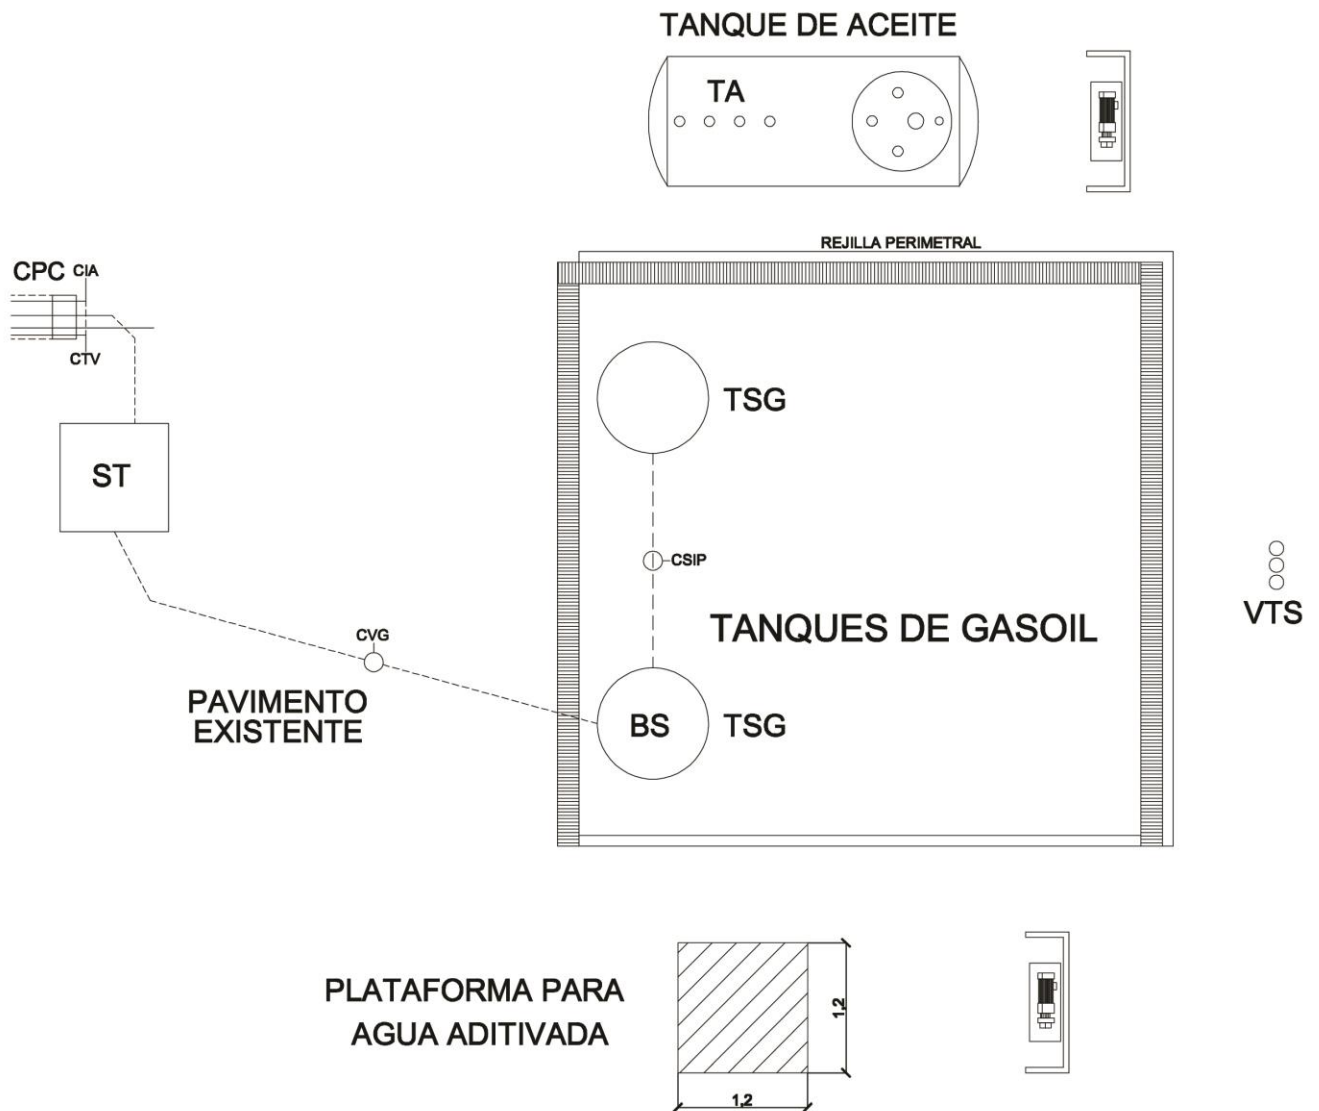 TANQUE DE ACEITE
TA
REJILLA PERIMETRAL
CPC CIA
CTV
TSG
ST
CSIP
VTS
TANQUES DE GASOIL
CVG
PAVIMENTO
EXISTENTE
BS TSG
PLATAFORMA PARA
AGUA ADITIVADA
1,2
1,2